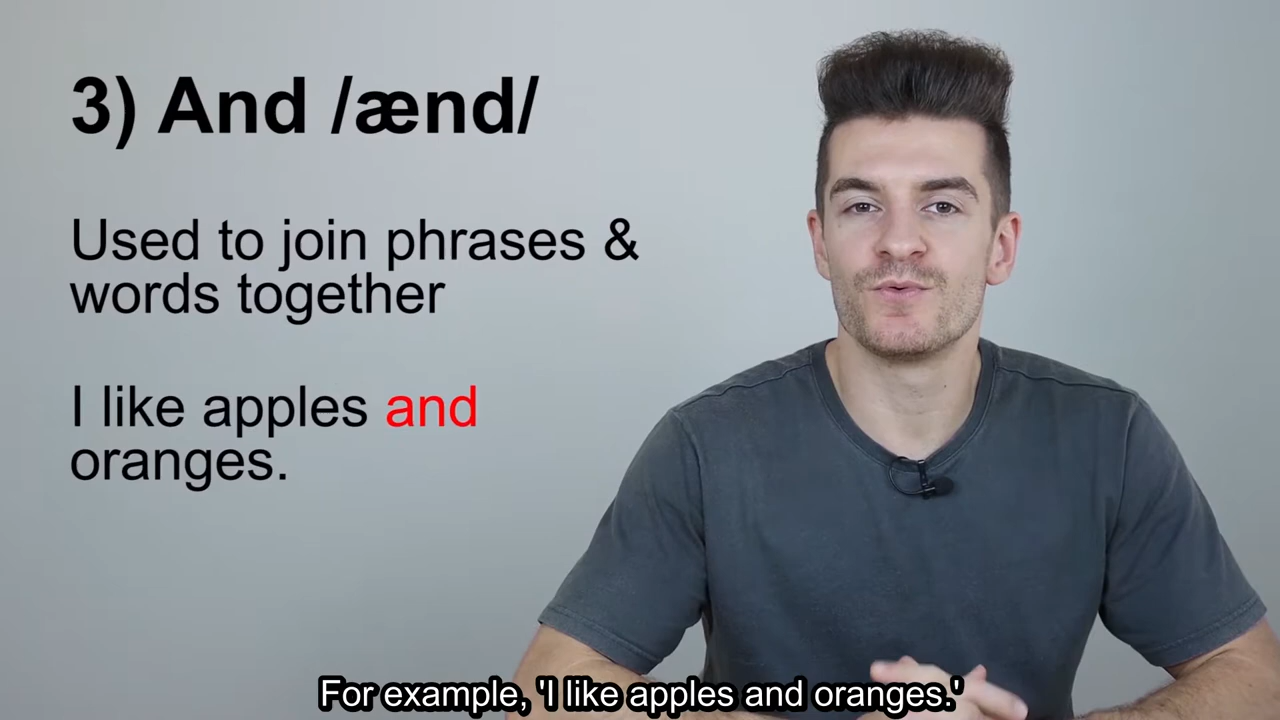 3) And /ænd/
Used to join phrases &
words together
I like apples and
oranges.
For example, 'I like apples and oranges.'